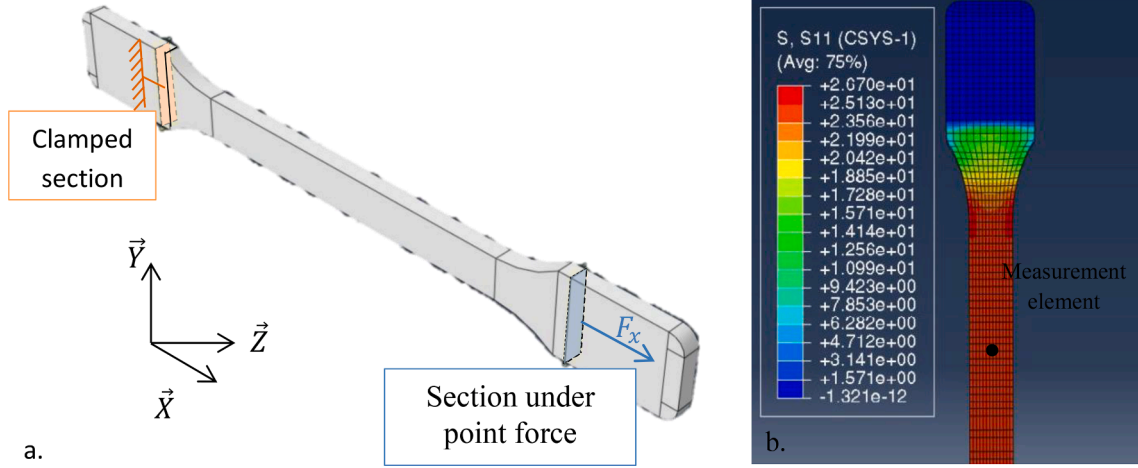 Clamped
section
Y
Z
X
F_x
Section under
point force
a.
S, S11 (CSYS-1)
(Avg: 75%)
+2.670e+01
+2.513e+01
+2.356e+01
+2.199e+01
+2.042e+01
+1.885e+01
+1.728e+01
+1.571e+01
+1.414e+01
+1.256e+01
+1.099e+01
+9.423e+00
+7.853e+00
+6.282e+00
+4.712e+00
+3.141e+00
+1.571e+00
-1.321e-12
Measurement
element
b.